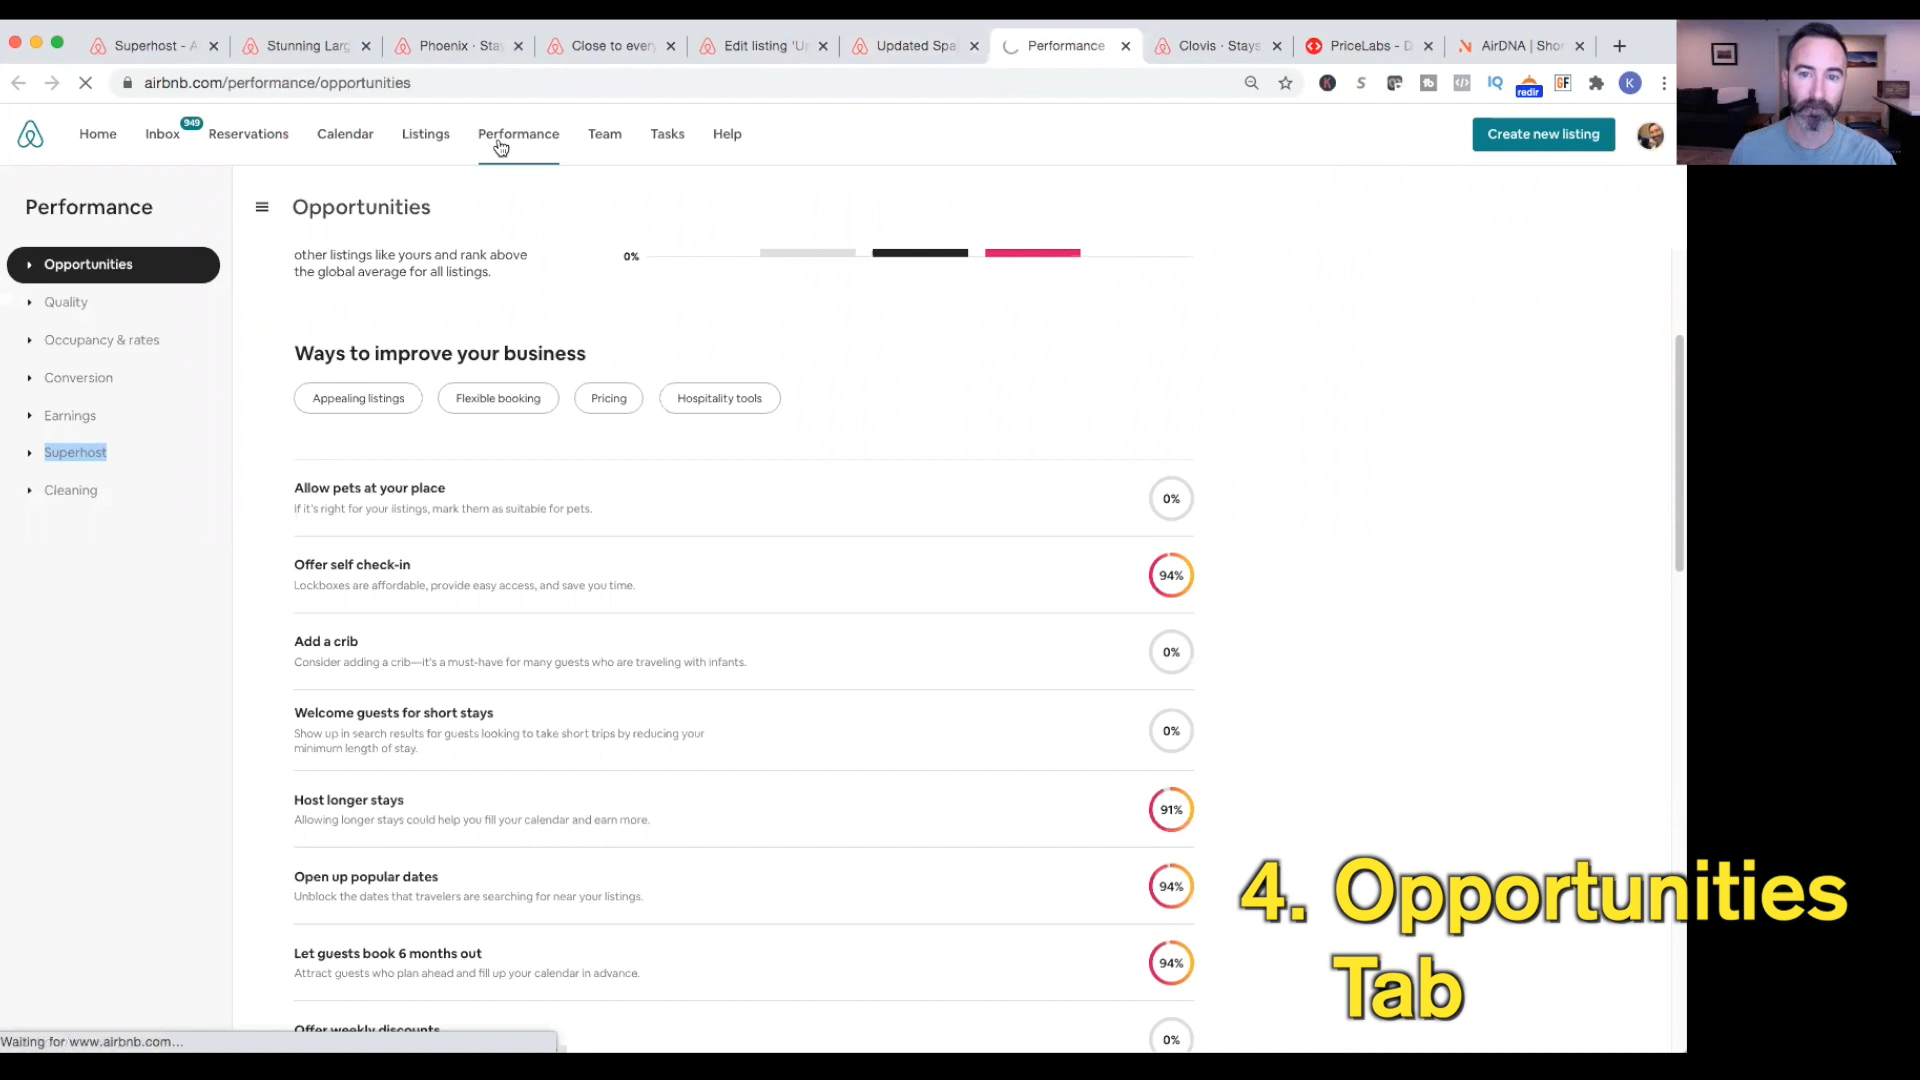 Superhost - A
Stunning Larg
Phoenix · Sta
Close to every
Edit listing 'U
Updated Spa
Performance
Clovis · Stays
PriceLabs - D
AirDNA | Shor
airbnb.com/performance/opportunities
IQ
redir
GF
K
Home
Inbox
949
Reservations
Calendar
Listings
Performance
Team
Tasks
Help
Create new listing
Performance
Opportunities
Quality
Occupancy & rates
Conversion
Earnings
Superhost
Cleaning
Opportunities
other listings like yours and rank above
the global average for all listings.
0%
Ways to improve your business
Appealing listings
Flexible booking
Pricing
Hospitality tools
Allow pets at your place
If it's right for your listings, mark them as suitable for pets.
0%
Offer self check-in
Lockboxes are affordable, provide easy access, and save you time.
94%
Add a crib
Consider adding a crib—it's a must-have for many guests who are traveling with infants.
0%
Welcome guests for short stays
Show up in search results for guests looking to take short trips by reducing your
minimum length of stay.
0%
Host longer stays
Allowing longer stays could help you fill your calendar and earn more.
91%
Open up popular dates
Unblock the dates that travelers are searching for near your listings.
94%
Let guests book 6 months out
Attract guests who plan ahead and fill up your calendar in advance.
94%
Offer weekly discounts
0%
Waiting for www.airbnb.com...
4. Opportunities
Tab